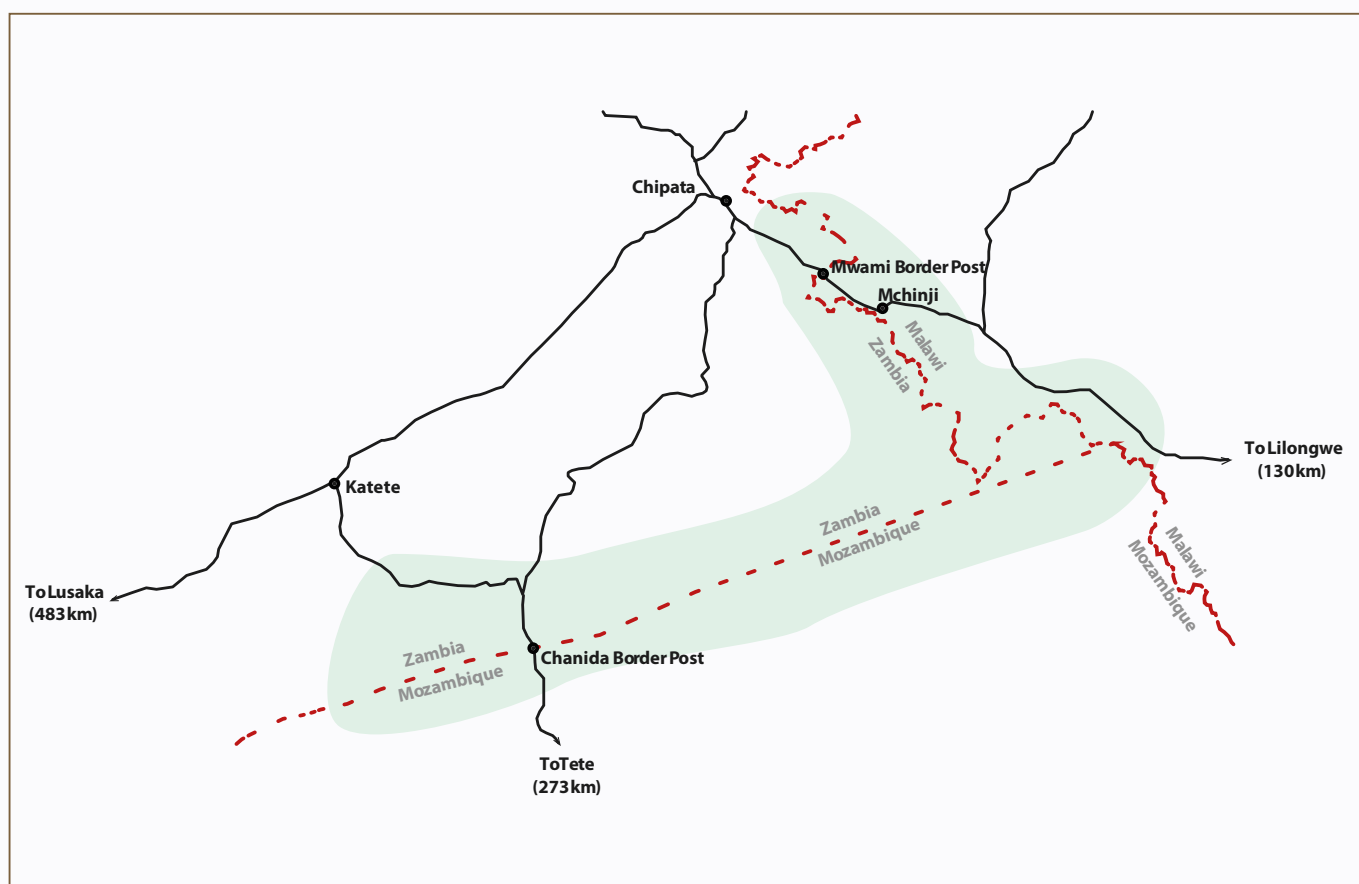 Chipata
Mwami Border Post
Mchinji
Malawi
Zambia
To Lilongwe
(130km)
Katete
Zambia
Mozambique
Malawi
Mozambique
To Lusaka
(483km)
Zambia
Mozambique
Chanida Border Post
To Tete
(273km)